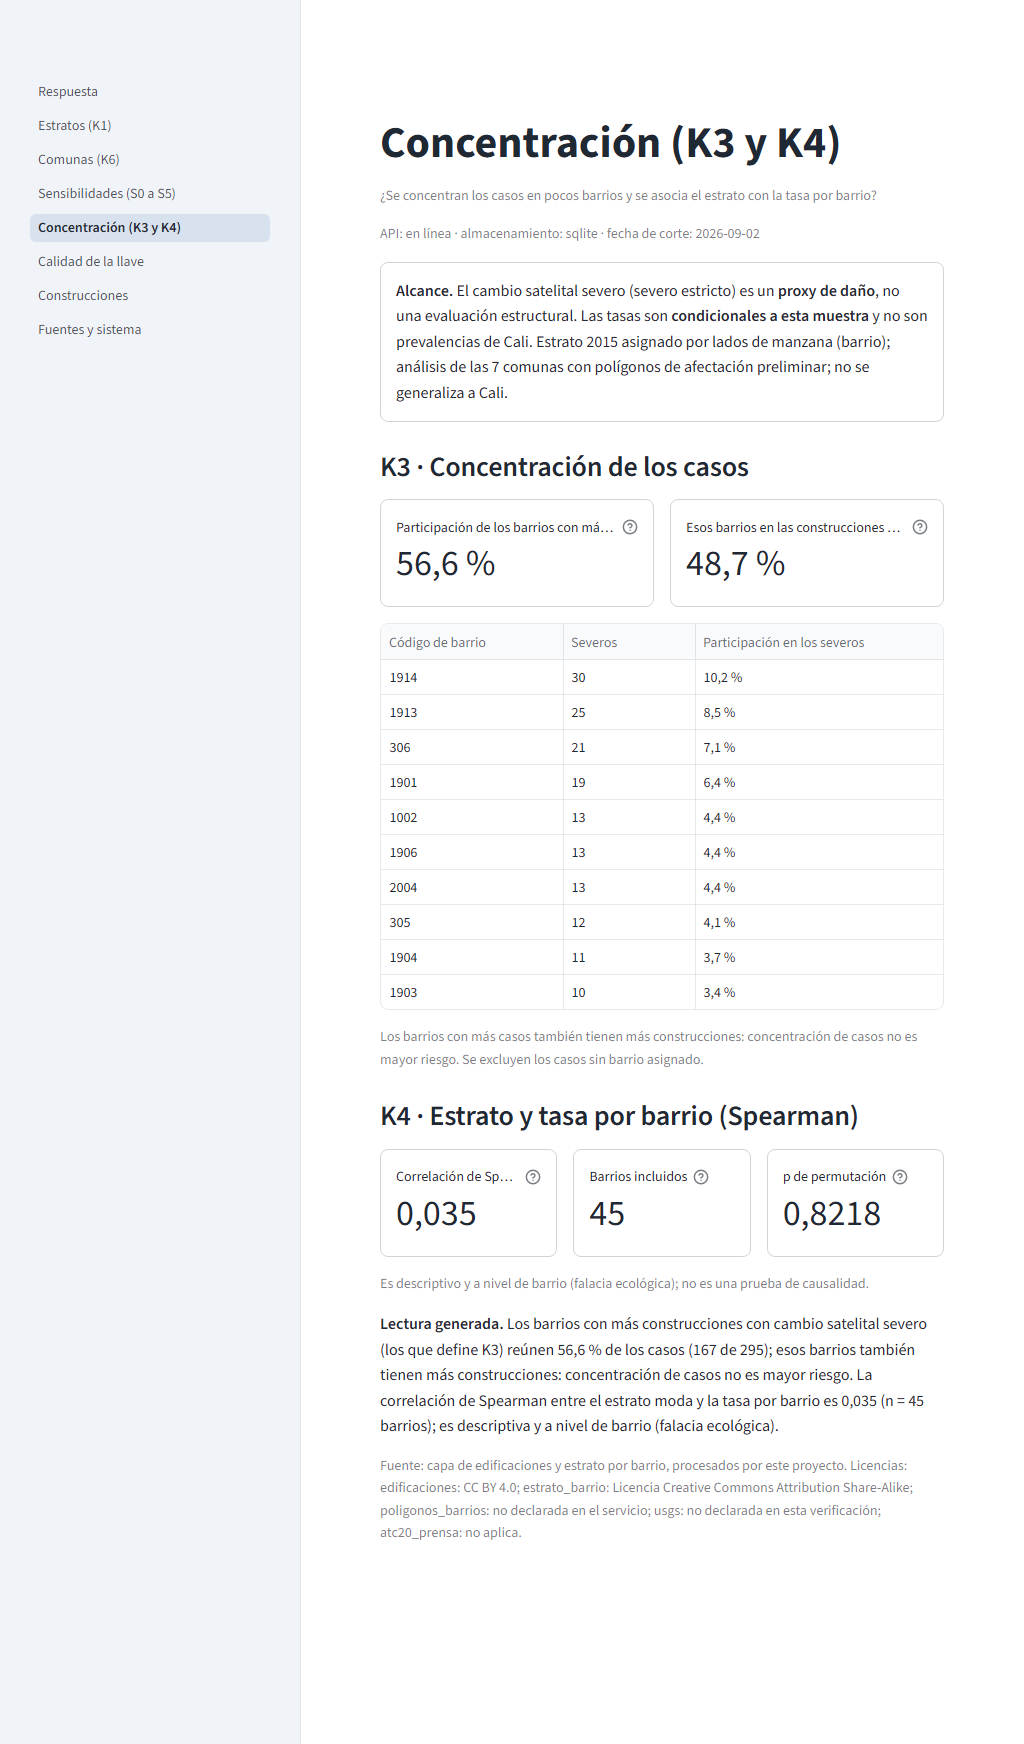 Respuesta
Estratos (K1)
Comunas (K6)
Sensibilidades (S0 a S5)
Concentración (K3 y K4)
Calidad de la llave
Construcciones
Fuentes y sistema
Concentración (K3 y K4)
¿Se concentran los casos en pocos barrios y se asocia el estrato con la tasa por barrio?
API: en línea · almacenamiento: sqlite · fecha de corte: 2026-09-02
Alcance. El cambio satelital severo (severo estricto) es un proxy de daño, no
una evaluación estructural. Las tasas son condicionales a esta muestra y no son
prevalencias de Cali. Estrato 2015 asignado por lados de manzana (barrio);
análisis de las 7 comunas con polígonos de afectación preliminar; no se
generaliza a Cali.
K3 · Concentración de los casos
Participación de los barrios con má…
56,6 %
Esos barrios en las construcciones …
48,7 %
Código de barrio Severos Participación en los severos
1914 30 10,2 %
1913 25 8,5 %
306 21 7,1 %
1901 19 6,4 %
1002 13 4,4 %
1906 13 4,4 %
2004 13 4,4 %
305 12 4,1 %
1904 11 3,7 %
1903 10 3,4 %
Los barrios con más casos también tienen más construcciones: concentración de casos no es
mayor riesgo. Se excluyen los casos sin barrio asignado.
K4 · Estrato y tasa por barrio (Spearman)
Correlación de Sp…
0,035
Barrios incluidos
45
p de permutación
0,8218
Es descriptivo y a nivel de barrio (falacia ecológica); no es una prueba de causalidad.
Lectura generada. Los barrios con más construcciones con cambio satelital severo
(los que define K3) reúnen 56,6 % de los casos (167 de 295); esos barrios también
tienen más construcciones: concentración de casos no es mayor riesgo. La
correlación de Spearman entre el estrato moda y la tasa por barrio es 0,035 (n = 45
barrios); es descriptiva y a nivel de barrio (falacia ecológica).
Fuente: capa de edificaciones y estrato por barrio, procesados por este proyecto. Licencias:
edificaciones: CC BY 4.0; estrato_barrio: Licencia Creative Commons Attribution Share-Alike;
poligonos_barrios: no declarada en el servicio; usgs: no declarada en esta verificación;
atc20_prensa: no aplica.